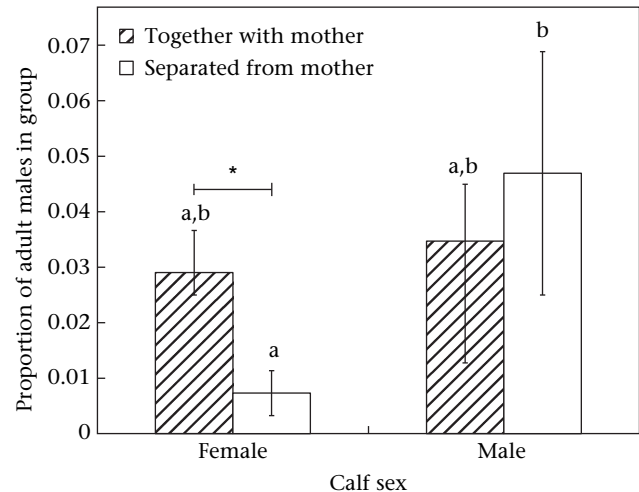 0.07
0.06
0.05
0.04
0.03
0.02
0.01
0
Proportion of adult males in group
Together with mother
Separated from mother
*
a,b
a
a,b
b
Female
Male
Calf sex